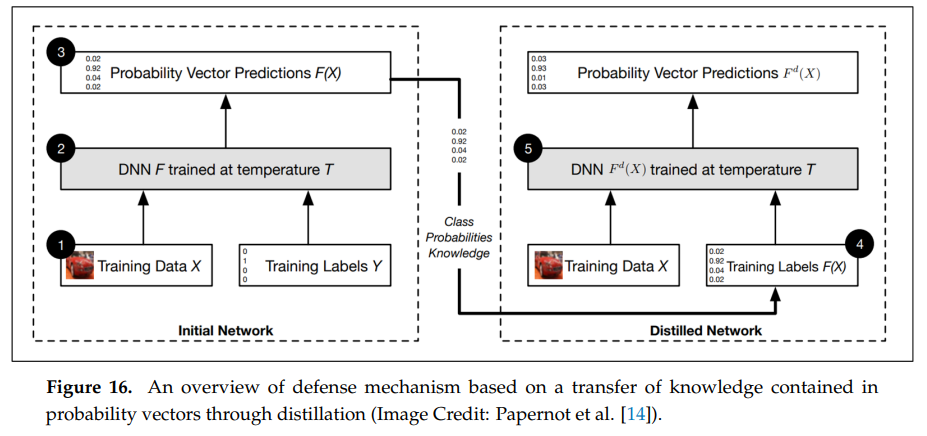 3
0.02
0.92
0.04
0.02
Probability Vector Predictions F(X)
2
DNN F trained at temperature T
1
Training Data X
0
1
0
0
Training Labels Y
Initial Network
0.02
0.92
0.04
0.02
Class
Probabilities
Knowledge
0.03
0.93
0.01
0.03
Probability Vector Predictions F^d(X)
5
DNN F^d(X) trained at temperature T
Training Data X
4
0.02
0.92
0.04
0.02
Training Labels F(X)
Distilled Network
Figure 16. An overview of defense mechanism based on a transfer of knowledge contained in
probability vectors through distillation (Image Credit: Papernot et al. [14]).